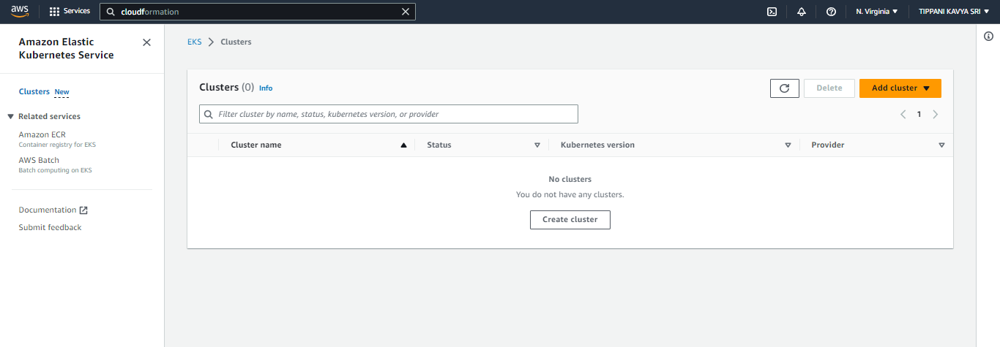 aws Services cloudformation N. Virginia TIPPANI KAVYA SRI
Amazon Elastic
Kubernetes Service
EKS Clusters
Clusters New
Related services
Amazon ECR
Container registry for EKS
AWS Batch
Batch computing on EKS
Documentation
Submit feedback
Clusters (0) Info Delete Add cluster
Filter cluster by name, status, kubernetes version, or provider 1
Cluster name Status Kubernetes version Provider
No clusters
You do not have any clusters.
Create cluster